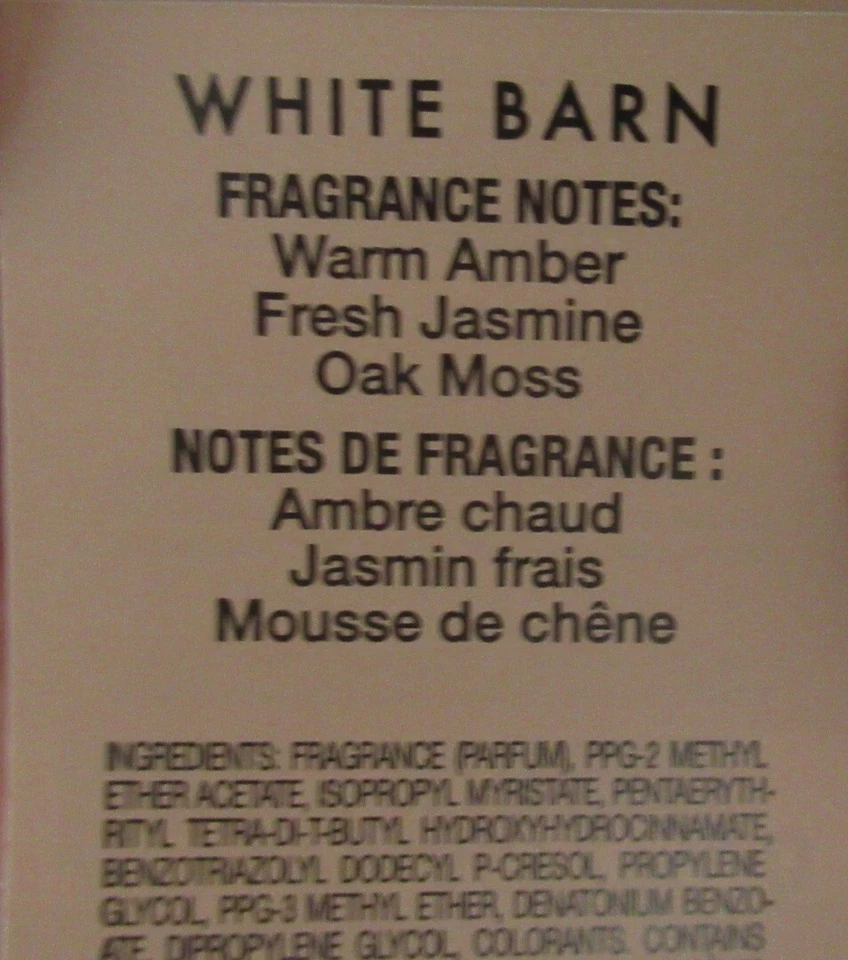 WHITE BARN
FRAGRANCE NOTES:
Warm Amber
Fresh Jasmine
Oak Moss
NOTES DE FRAGRANCE :
Ambre chaud
Jasmin frais
Mousse de chêne
INGREDIENTS: FRAGRANCE (PARFUM), PPG-2 METHYL
ETHER ACETATE, ISOPROPYL MYRISTATE, PENTAERYTH-
RITYL TETRA-DI-T-BUTYL HYDROXYHYDROCINNAMATE,
BENZOTRIAZOLYL DODECYL P-CRESOL, PROPYLENE
GLYCOL, PPG-3 METHYL ETHER, DENATONIUM BENZO-
ATE, DIPROPYLENE GLYCOL, COLORANTS. CONTAINS